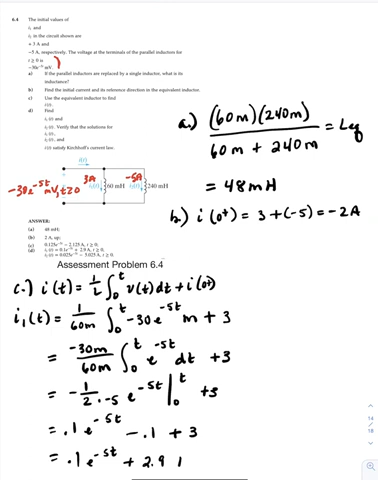 6.4 The initial values of
i₁ and
i₂ in the circuit shown are
+ 3 A and
−5 A, respectively. The voltage at the terminals of the parallel inductors for
t ≥ 0 is
−30e⁻⁵ᵗ mV.
a) If the parallel inductors are replaced by a single inductor, what is its
inductance?
b) Find the initial current and its reference direction in the equivalent inductor.
c) Use the equivalent inductor to find
i(t).
d) Find
i₁(t) and
i₂(t). Verify that the solutions for
i₁(t),
i₂(t), and
i(t) satisfy Kirchhoff's current law.
i(t)
3A -5A
-30e^-5t mV, t≥0 i₁(t) 60 mH i₂(t) 240 mH
ANSWER:
(a) 48 mH;
(b) 2 A, up;
(c) 0.125e⁻⁵ᵗ − 2.125 A, t ≥ 0;
(d) i₁(t) = 0.1e⁻⁵ᵗ + 2.9 A, t ≥ 0,
i₂(t) = 0.025e⁻⁵ᵗ − 5.025 A, t ≥ 0.
Assessment Problem 6.4
a.) (60m)(240m) / 60m + 240m = Leq
= 48mH
b.) i(0+) = 3 + (-5) = -2A
c.) i(t) = 1/L ∫₀ᵗ v(t)dt + i(0+)
i₁(t) = 1/60m ∫₀ᵗ -30e^-5t m + 3
= -30m/60m ∫₀ᵗ e^-5t dt + 3
= -1/2·-5 e^-5t |₀ᵗ +3
= .1e^-5t - .1 + 3
= .1e^-5t + 2.9
14
/
18